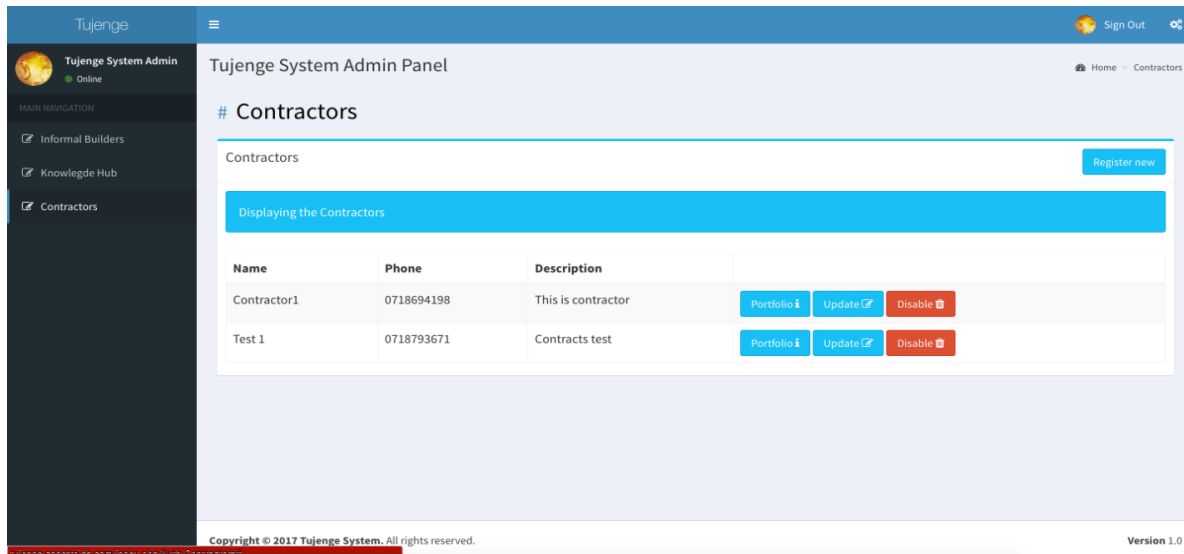 Tujenge
Sign Out
Tujenge System Admin
Online
Tujenge System Admin Panel
Home > Contractors
MAIN NAVIGATION
Informal Builders
Knowlegde Hub
Contractors
# Contractors
Contractors
Register new
Displaying the Contractors
Name Phone Description
Contractor1 0718694198 This is contractor Portfolio Update Disable
Test 1 0718793671 Contracts test Portfolio Update Disable
Copyright © 2017 Tujenge System. All rights reserved.
Version 1.0